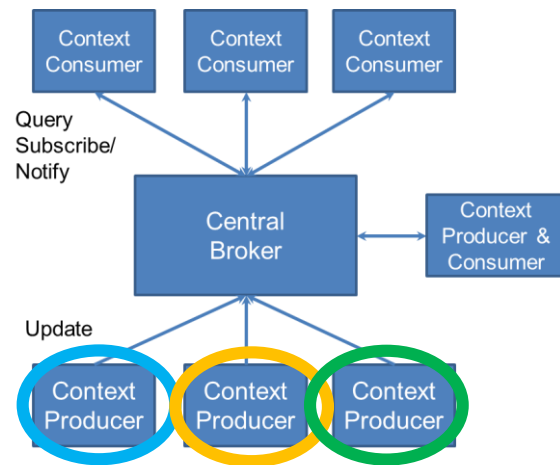 Context
Consumer
Context
Consumer
Context
Consumer
Query
Subscribe/
Notify
Central
Broker
Context
Producer &
Consumer
Update
Context
Producer
Context
Producer
Context
Producer